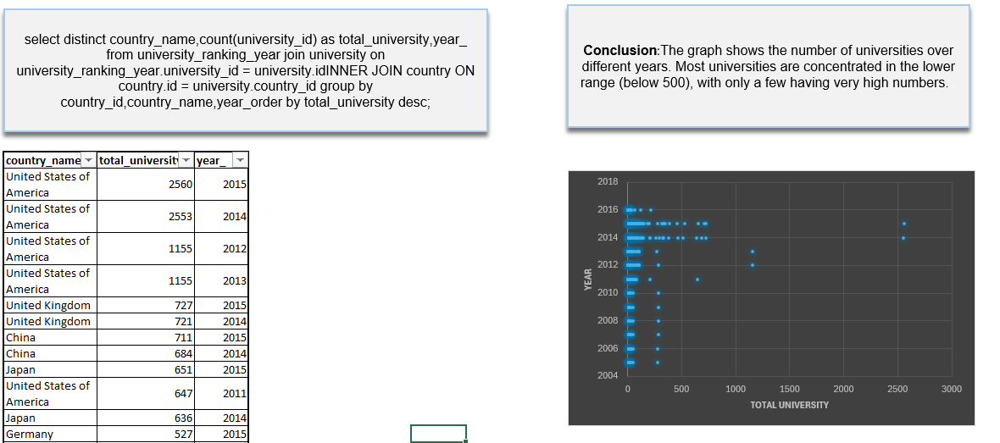 select distinct country_name,count(university_id) as total_university,year_
from university_ranking_year join university on
university_ranking_year.university_id = university.idINNER JOIN country ON
country.id = university.country_id group by
country_id,country_name,year_order by total_university desc;
Conclusion:The graph shows the number of universities over
different years. Most universities are concentrated in the lower
range (below 500), with only a few having very high numbers.
country_name total_universit year_
United States of
America 2560 2015
United States of
America 2553 2014
United States of
America 1155 2012
United States of
America 1155 2013
United Kingdom 727 2015
United Kingdom 721 2014
China 711 2015
China 684 2014
Japan 651 2015
United States of
America 647 2011
Japan 636 2014
Germany 527 2015
YEAR
2018
2016
2014
2012
2010
2008
2006
2004
0 500 1000 1500 2000 2500 3000
TOTAL UNIVERSITY